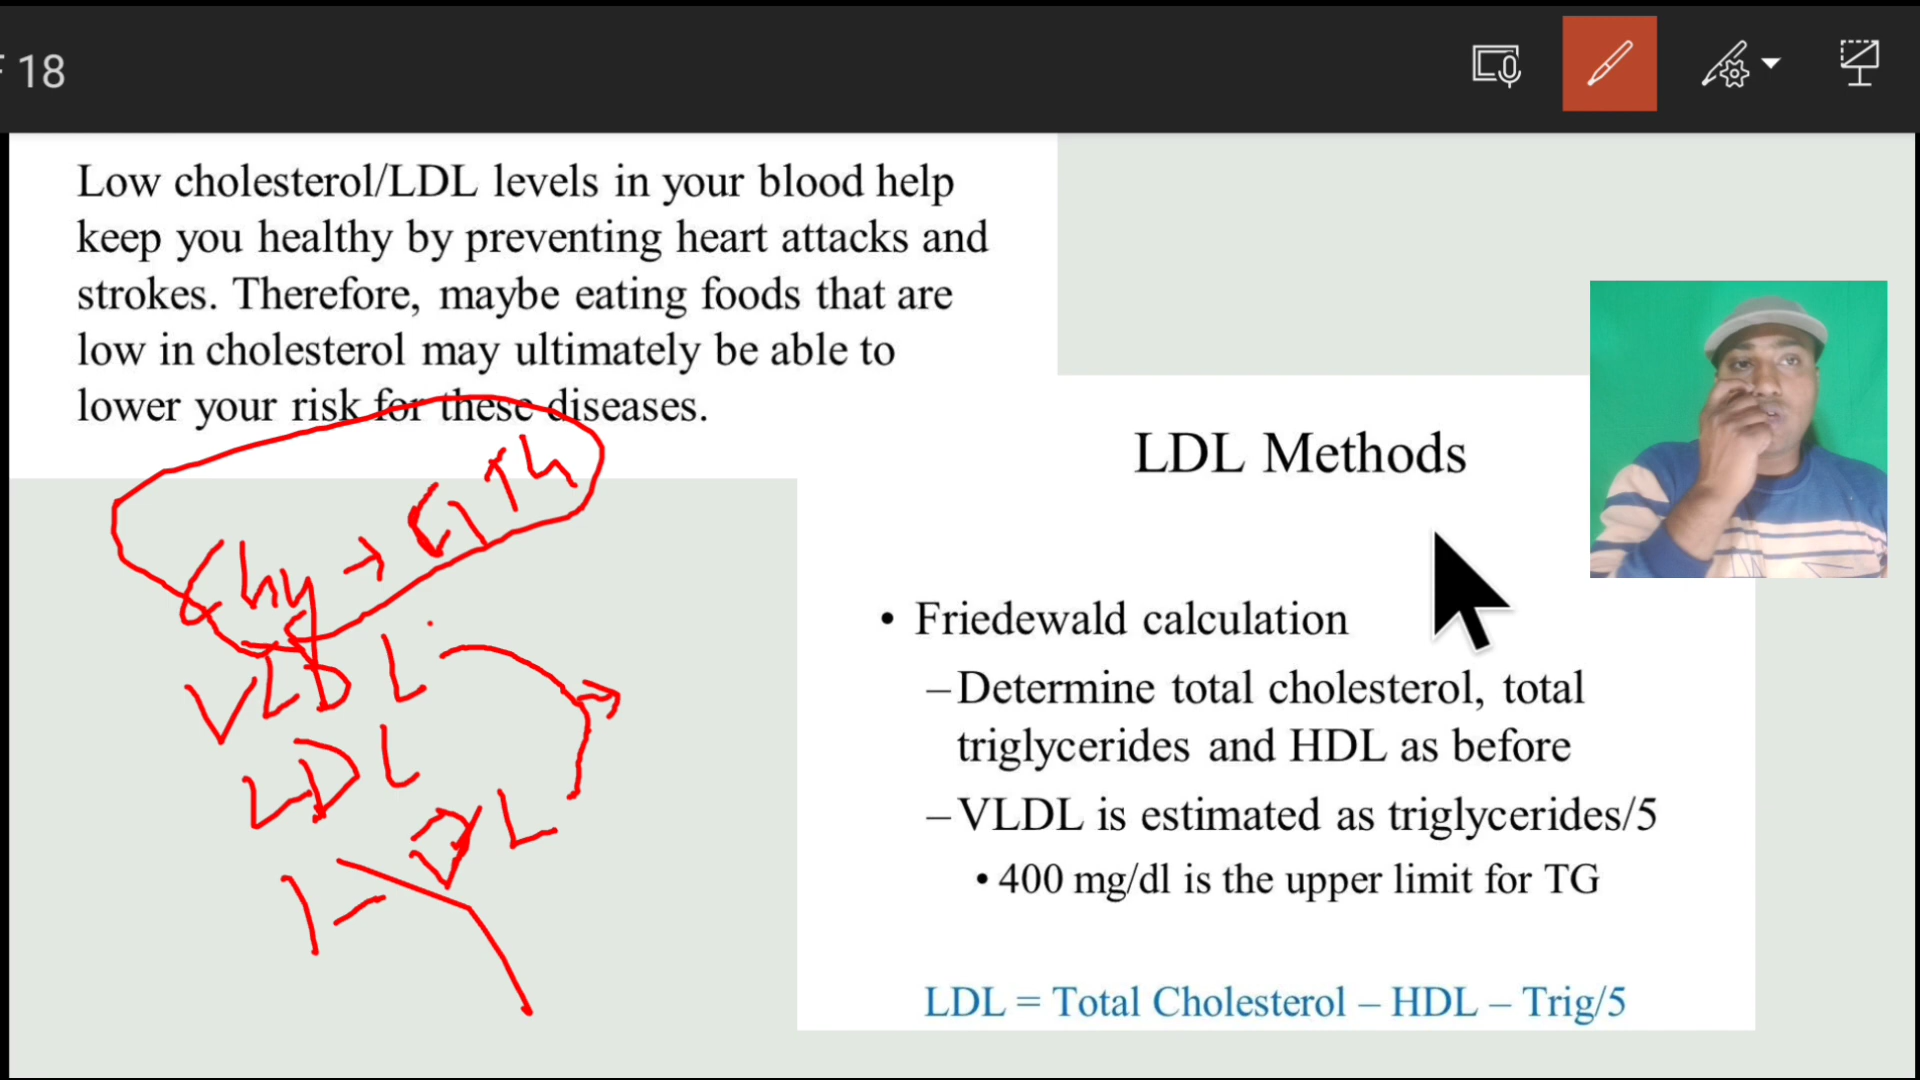 18
Low cholesterol/LDL levels in your blood help
keep you healthy by preventing heart attacks and
strokes. Therefore, maybe eating foods that are
low in cholesterol may ultimately be able to
lower your risk for these diseases.
Chy →
VLDL
LDL
LDL Methods
• Friedewald calculation
–Determine total cholesterol, total
triglycerides and HDL as before
–VLDL is estimated as triglycerides/5
• 400 mg/dl is the upper limit for TG
LDL = Total Cholesterol – HDL – Trig/5